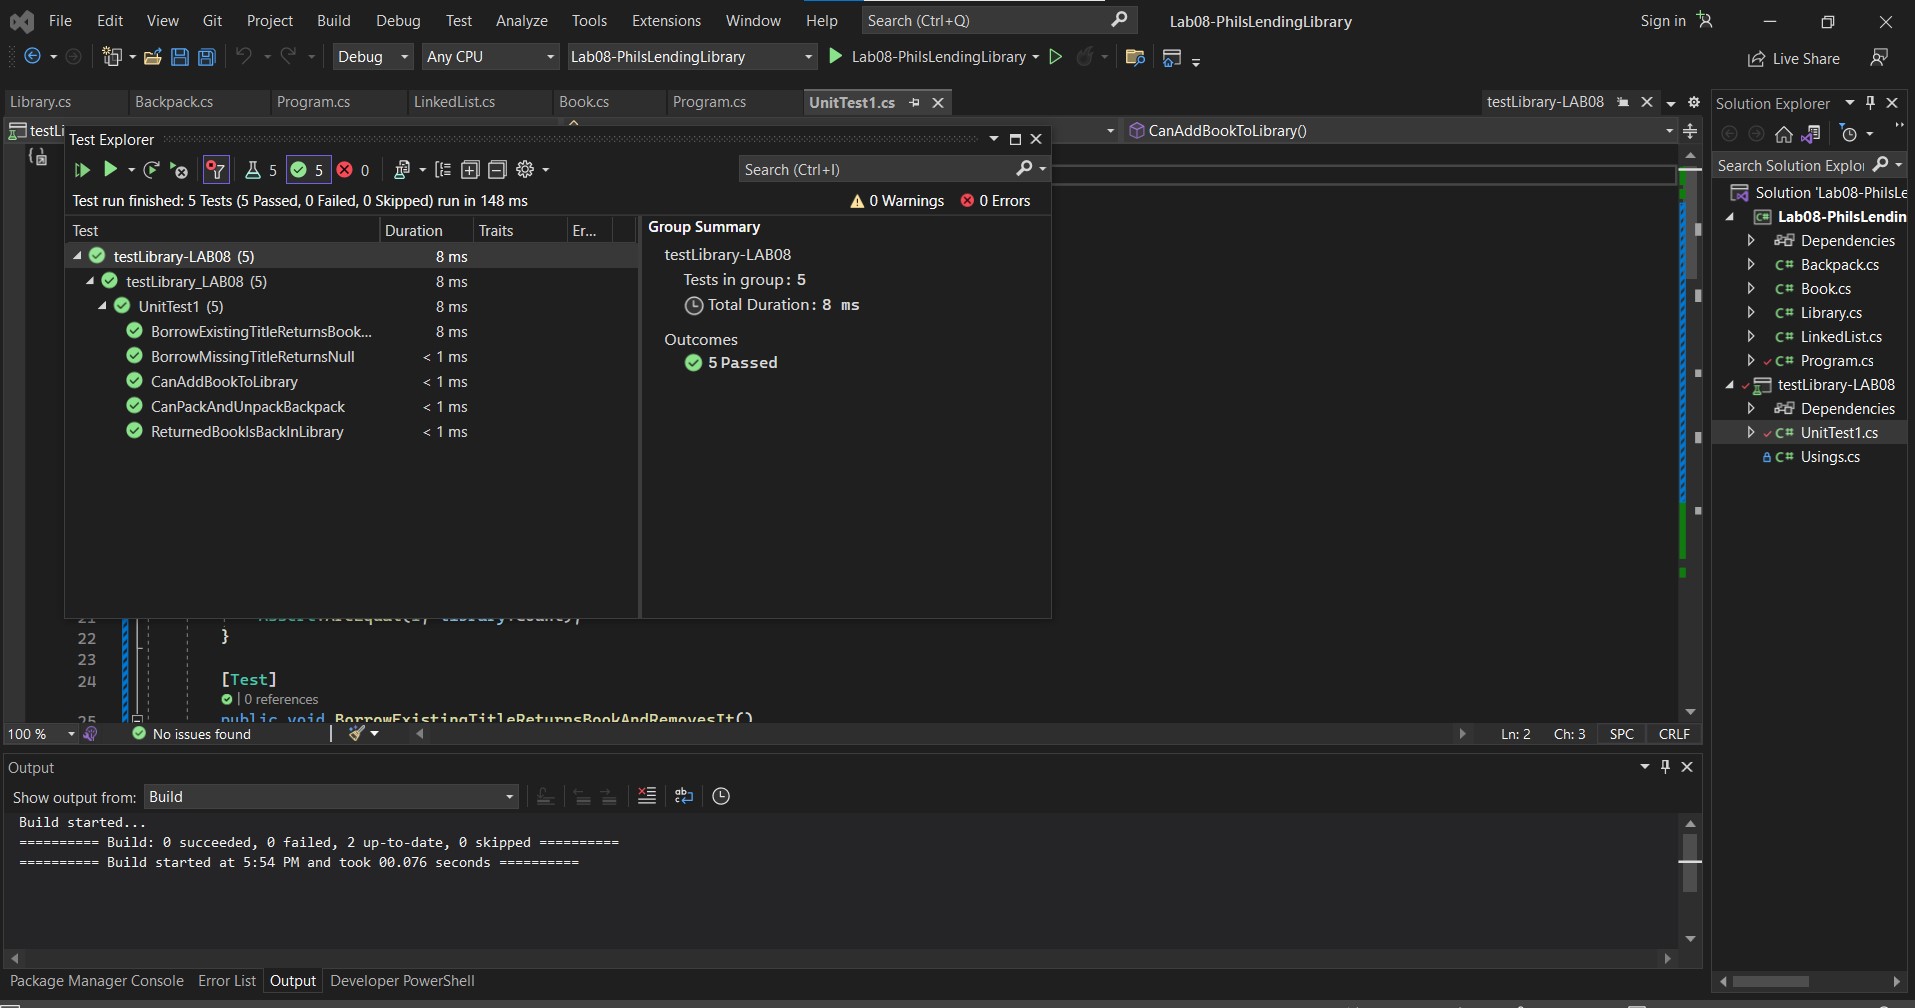 File Edit View Git Project Build Debug Test Analyze Tools Extensions Window Help Search (Ctrl+Q) Lab08-PhilsLendingLibrary Sign in
Debug Any CPU Lab08-PhilsLendingLibrary Lab08-PhilsLendingLibrary Live Share
Library.cs Backpack.cs Program.cs LinkedList.cs Book.cs Program.cs UnitTest1.cs testLibrary-LAB08
testLi CanAddBookToLibrary()
Test Explorer
5 5 0 Search (Ctrl+I)
Test run finished: 5 Tests (5 Passed, 0 Failed, 0 Skipped) run in 148 ms 0 Warnings 0 Errors
Test Duration Traits Er...
testLibrary-LAB08 (5) 8 ms
testLibrary_LAB08 (5) 8 ms
UnitTest1 (5) 8 ms
BorrowExistingTitleReturnsBook... 8 ms
BorrowMissingTitleReturnsNull < 1 ms
CanAddBookToLibrary < 1 ms
CanPackAndUnpackBackpack < 1 ms
ReturnedBookIsBackInLibrary < 1 ms
Group Summary
testLibrary-LAB08
Tests in group: 5
Total Duration: 8 ms
Outcomes
5 Passed
22 }
23
24 [Test]
0 references
25 public void BorrowExistingTitleReturnsBookAndRemovesIt()
100 % No issues found Ln: 2 Ch: 3 SPC CRLF
Output
Show output from: Build
Build started...
========== Build: 0 succeeded, 0 failed, 2 up-to-date, 0 skipped ==========
========== Build started at 5:54 PM and took 00.076 seconds ==========
Package Manager Console Error List Output Developer PowerShell
Solution Explorer
Search Solution Explo
Solution 'Lab08-PhilsLe
C# Lab08-PhilsLendin
Dependencies
C# Backpack.cs
C# Book.cs
C# Library.cs
C# LinkedList.cs
C# Program.cs
testLibrary-LAB08
Dependencies
C# UnitTest1.cs
C# Usings.cs